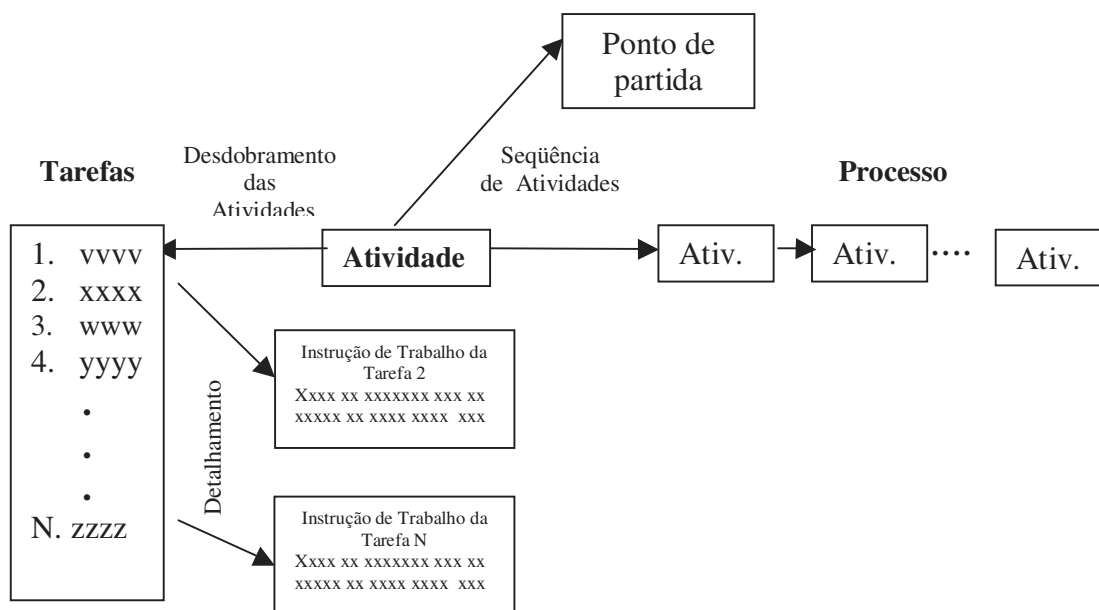 Ponto de
partida
Tarefas
Desdobramento
das
Atividades
Seqüência
de Atividades
Processo
1. vvvv
2. xxxx
3. www
4. yyyy
.
.
.
N. zzzz
Atividade
Ativ.
Ativ.
....
Ativ.
Detalhamento
Instrução de Trabalho da
Tarefa 2
Xxxx xx xxxxxxx xxx xx
xxxxx xx xxxx xxxx xxx
Instrução de Trabalho da
Tarefa N
Xxxx xx xxxxxxx xxx xx
xxxxx xx xxxx xxxx xxx